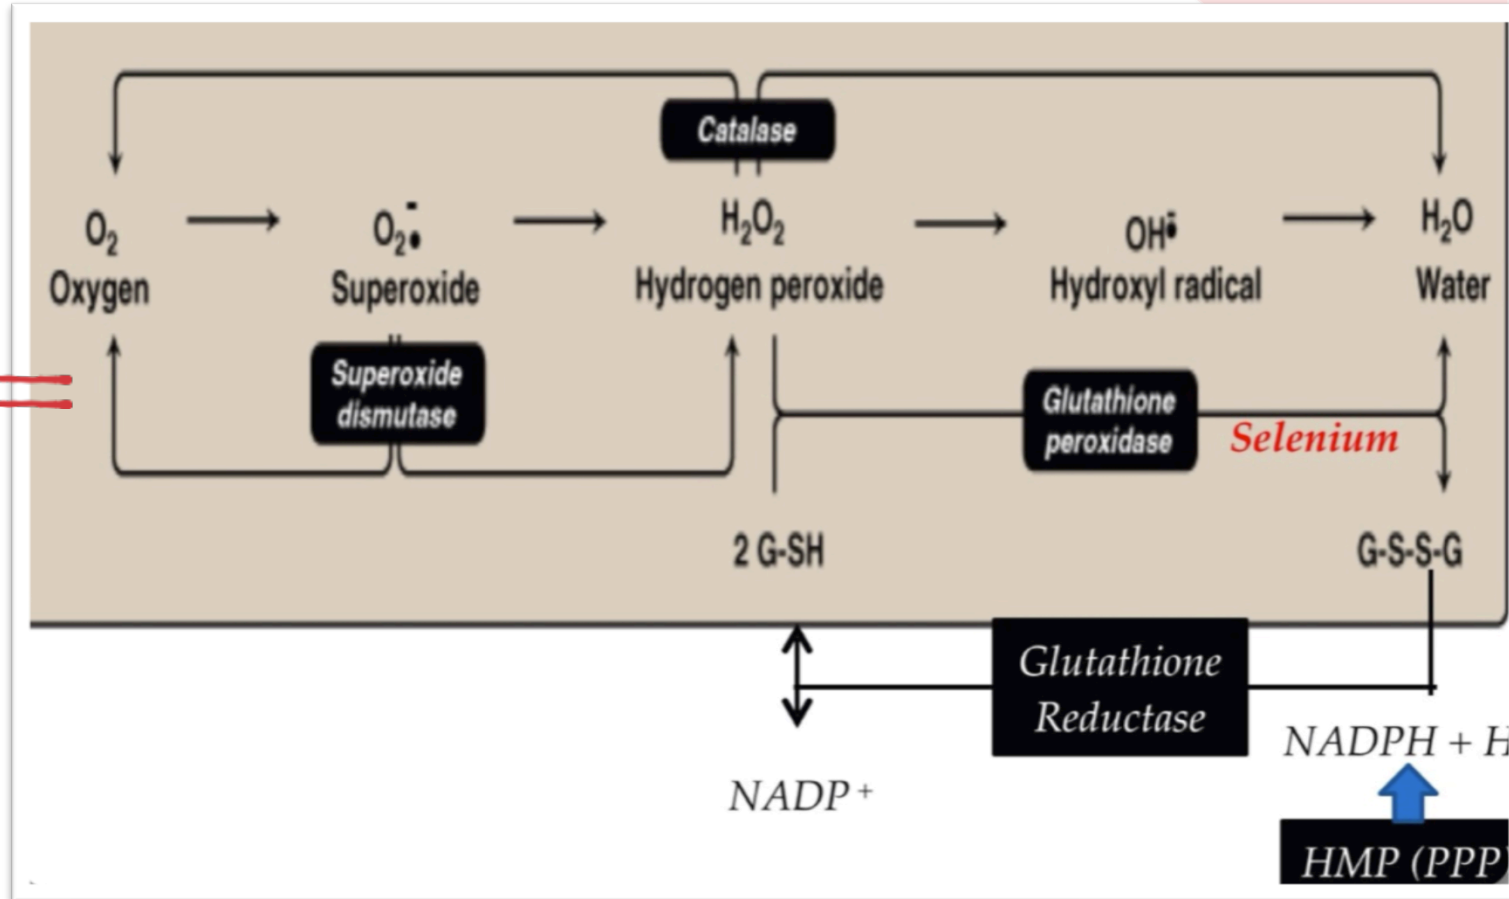 Catalase
O₂
O₂•⁻
H₂O₂
OH•⁻
H₂O
Oxygen
Superoxide
Hydrogen peroxide
Hydroxyl radical
Water
Superoxide
dismutase
Glutathione
peroxidase
Selenium
2 G-SH
G-S-S-G
Glutathione
Reductase
NADPH + H
NADP⁺
HMP (PPP)